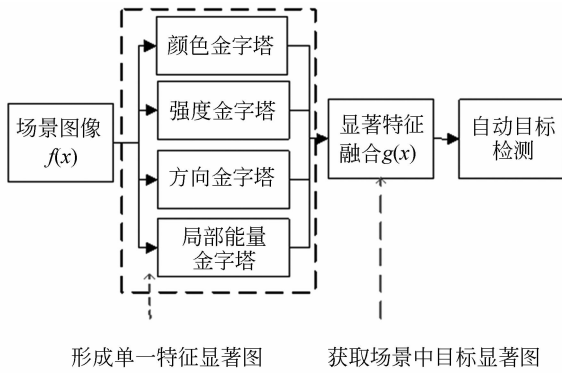 场景图像
f(x)
颜色金字塔
强度金字塔
方向金字塔
局部能量
金字塔
显著特征
融合g(x)
自动目标
检测
形成单一特征显著图
获取场景中目标显著图